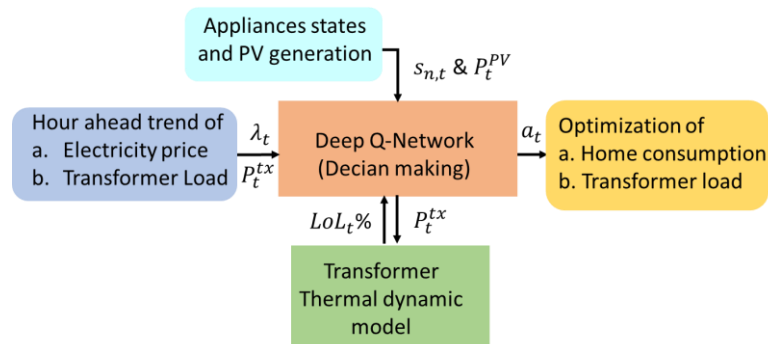 Appliances states
and PV generation
$s_{n,t}$ & $P_t^{PV}$
Hour ahead trend of
a. Electricity price
b. Transformer Load
$\lambda_t$
$P_t^{tx}$
Deep Q-Network
(Decian making)
$a_t$
Optimization of
a. Home consumption
b. Transformer load
$LoL_t\%$
$P_t^{tx}$
Transformer
Thermal dynamic
model